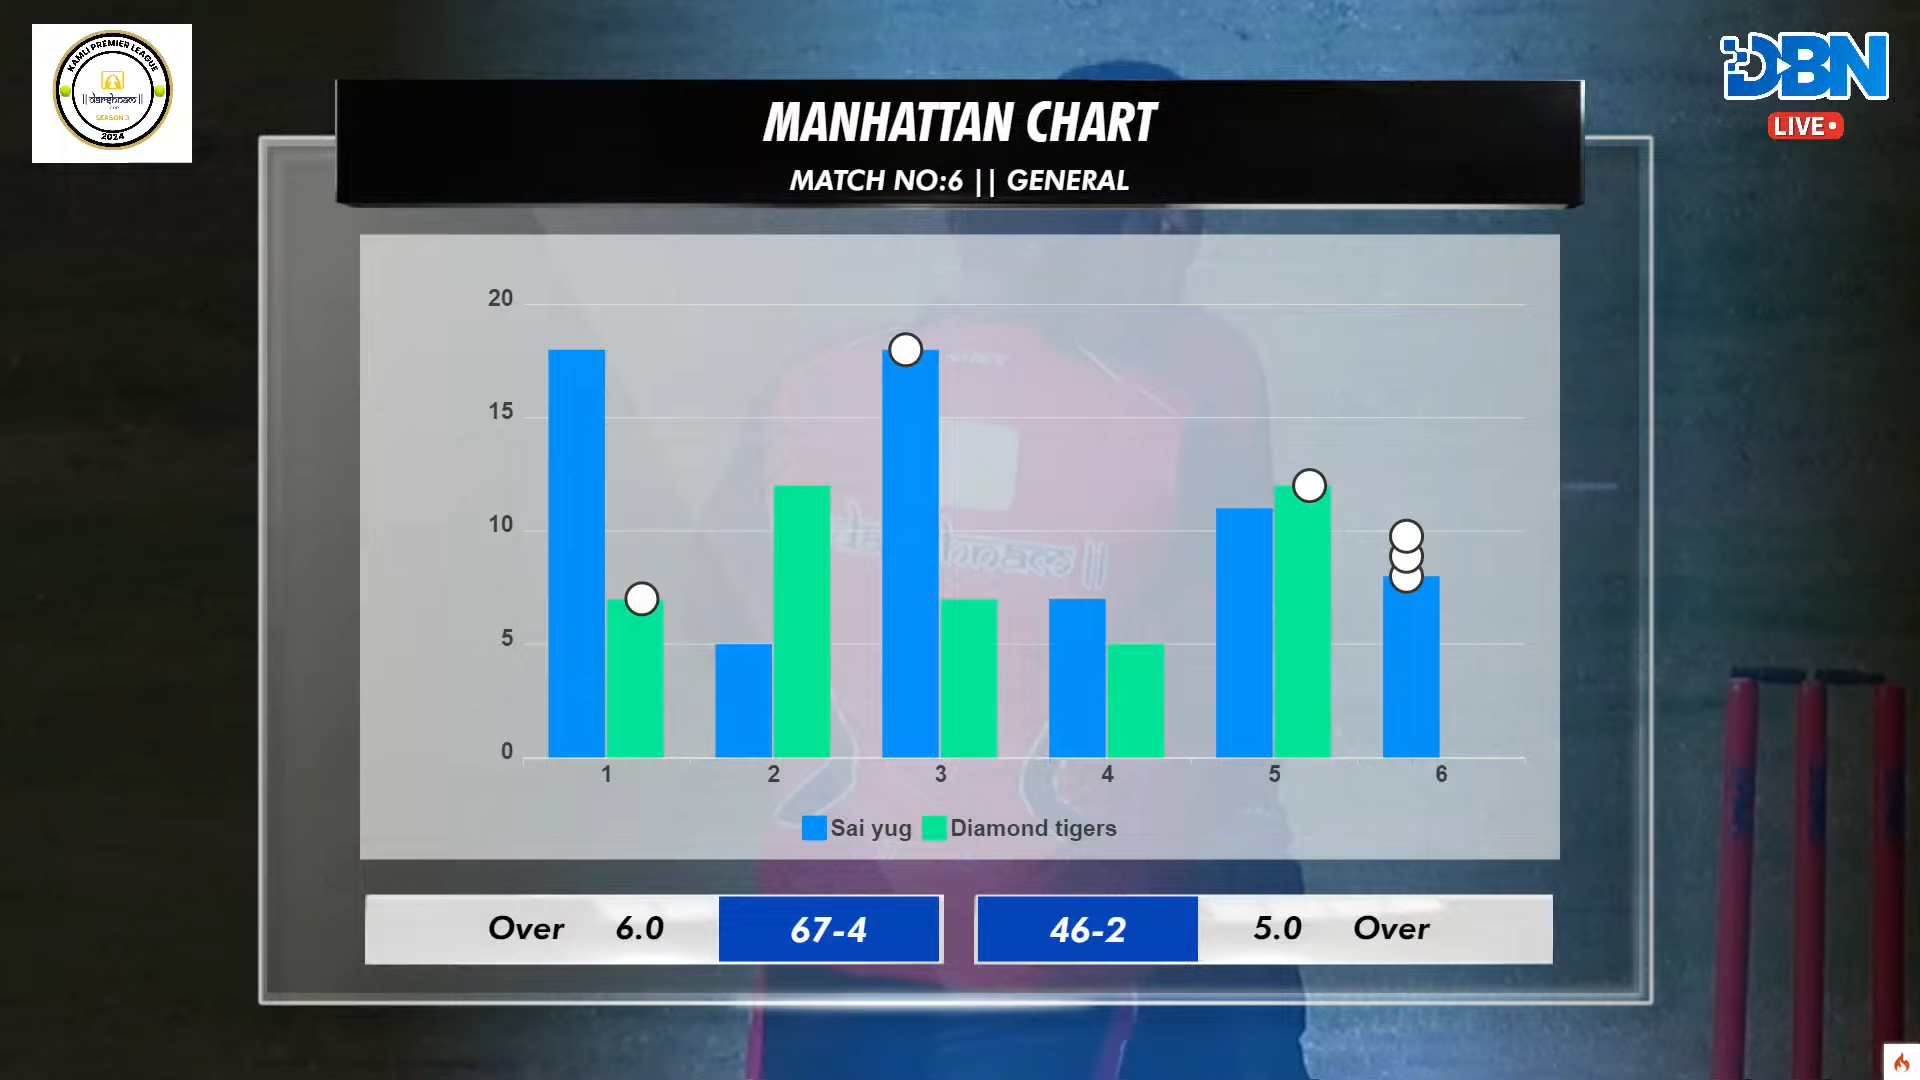 KAMLI PREMIER LEAGUE
|| darshnam ||
CUP
SEASON 3
2024
DBN
LIVE
MANHATTAN CHART
MATCH NO:6 || GENERAL
20
15
10
5
0
1 2 3 4 5 6
Sai yug Diamond tigers
Over 6.0 67-4 46-2 5.0 Over